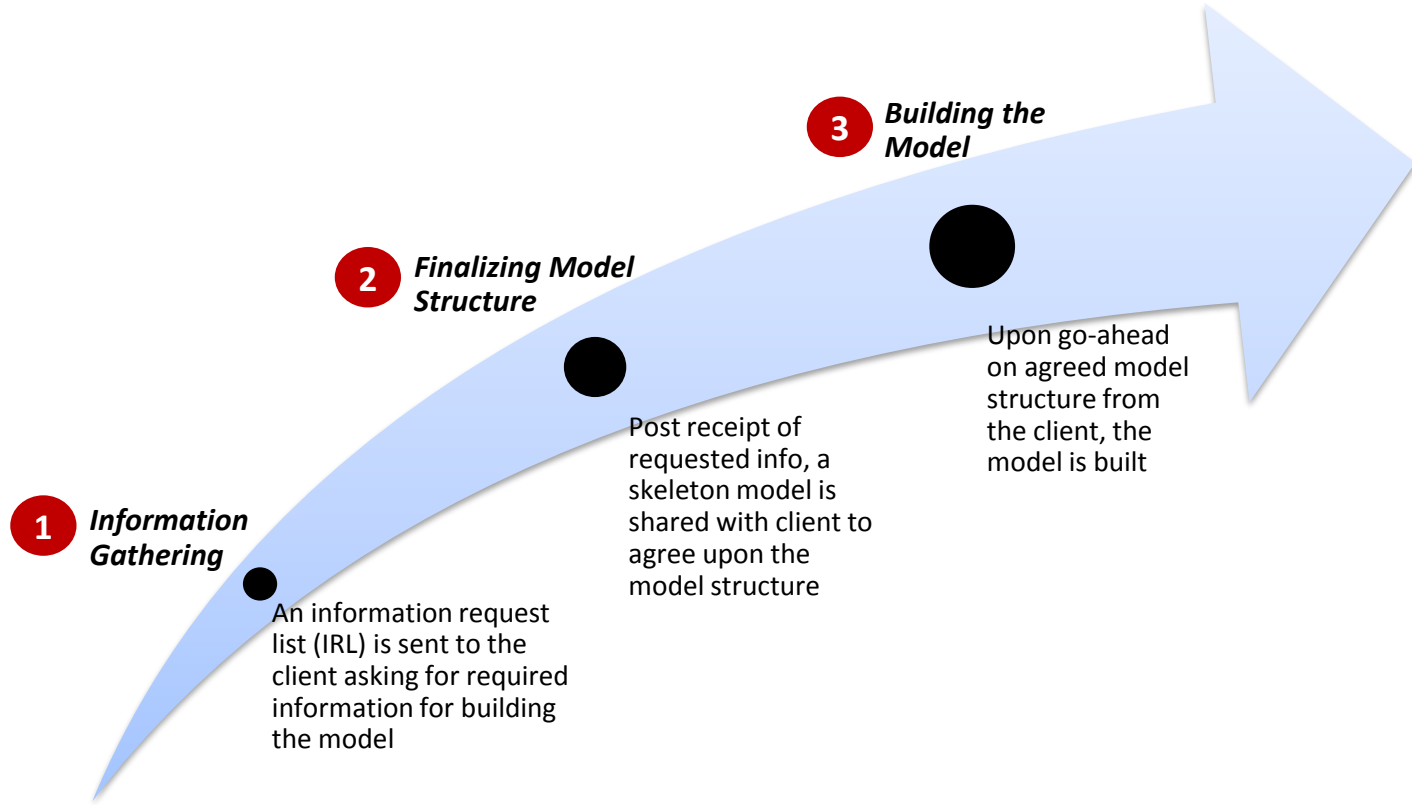 1
Information
Gathering
An information request
list (IRL) is sent to the
client asking for required
information for building
the model
2
Finalizing Model
Structure
Post receipt of
requested info, a
skeleton model is
shared with client to
agree upon the
model structure
3
Building the
Model
Upon go-ahead
on agreed model
structure from
the client, the
model is built